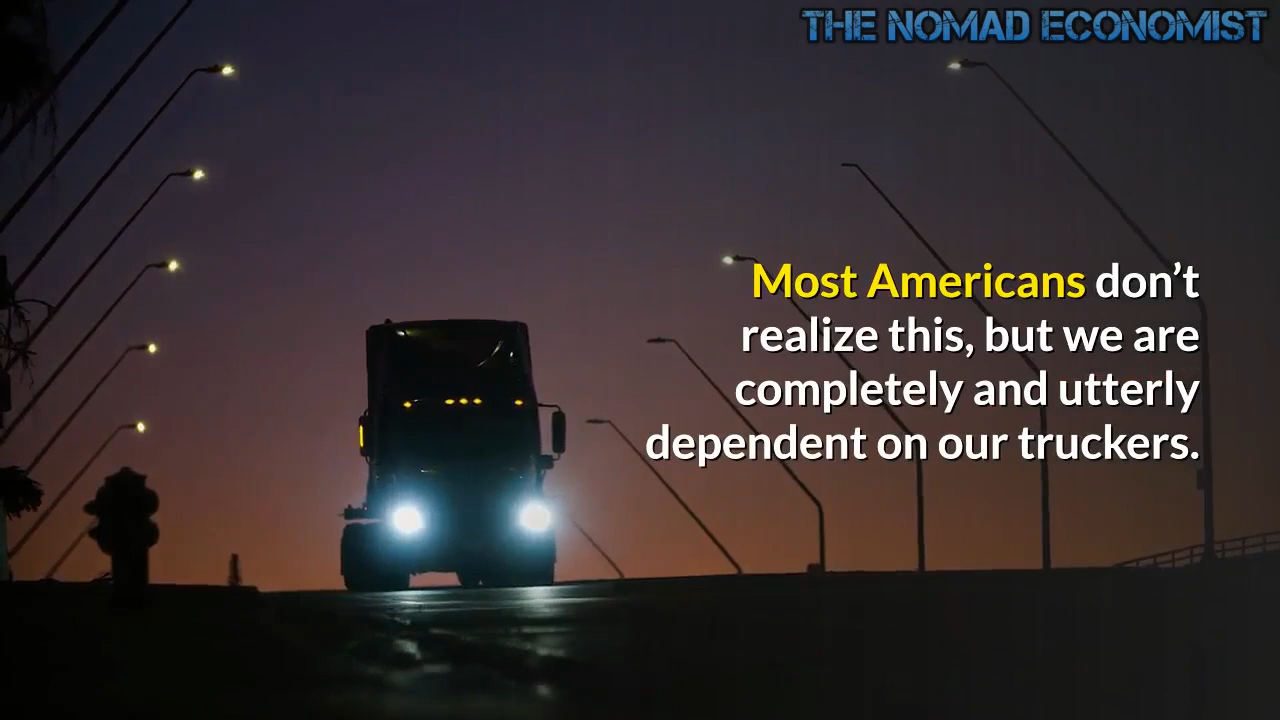 THE NOMAD ECONOMIST
Most Americans don’t
realize this, but we are
completely and utterly
dependent on our truckers.